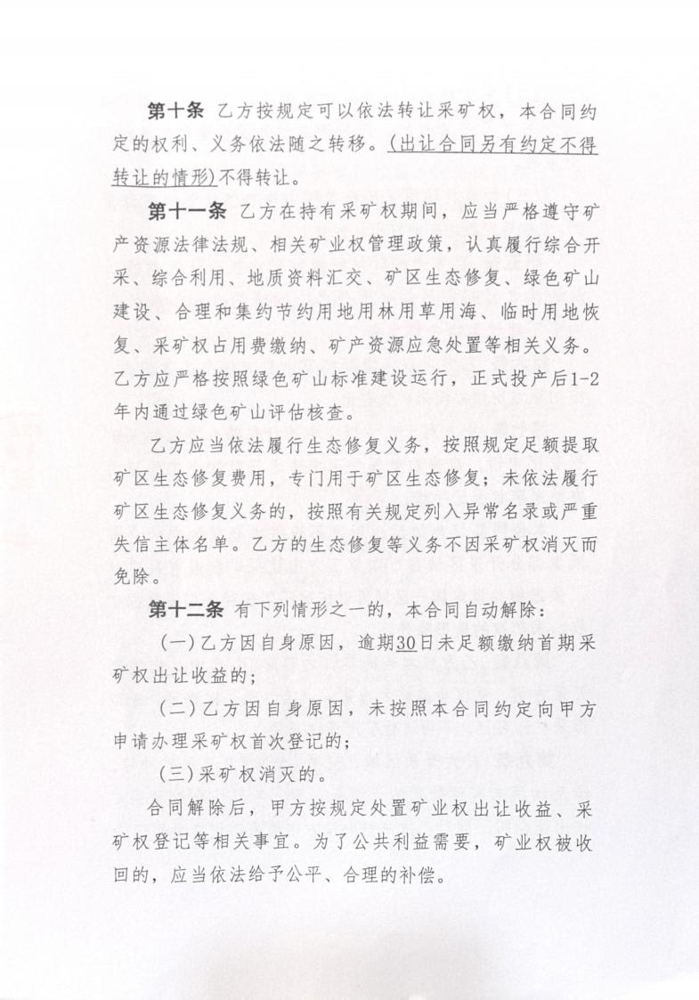 第十条 乙方按规定可以依法转让采矿权，本合同约
定的权利、义务依法随之转移。(出让合同另有约定不得
转让的情形)不得转让。
第十一条 乙方在持有采矿权期间，应当严格遵守矿
产资源法律法规、相关矿业权管理政策，认真履行综合开
采、综合利用、地质资料汇交、矿区生态修复、绿色矿山
建设、合理和集约节约用地用林用草用海、临时用地恢
复、采矿权占用费缴纳、矿产资源应急处置等相关义务。
乙方应严格按照绿色矿山标准建设运行，正式投产后1-2
年内通过绿色矿山评估核查。
乙方应当依法履行生态修复义务，按照规定足额提取
矿区生态修复费用，专门用于矿区生态修复；未依法履行
矿区生态修复义务的，按照有关规定列入异常名录或严重
失信主体名单。乙方的生态修复等义务不因采矿权消灭而
免除。
第十二条 有下列情形之一的，本合同自动解除：
(一)乙方因自身原因，逾期30日未足额缴纳首期采
矿权出让收益的；
(二)乙方因自身原因，未按照本合同约定向甲方
申请办理采矿权首次登记的；
(三)采矿权消灭的。
合同解除后，甲方按规定处置矿业权出让收益、采
矿权登记等相关事宜。为了公共利益需要，矿业权被收
回的，应当依法给予公平、合理的补偿。